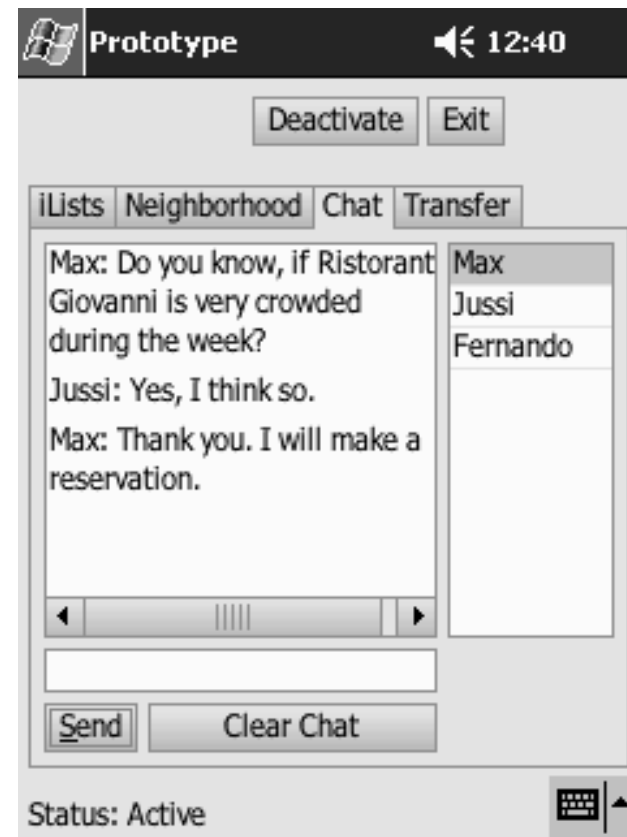 Prototype 12:40
Deactivate Exit
iLists Neighborhood Chat Transfer
Max: Do you know, if Ristorant
Giovanni is very crowded
during the week?
Jussi: Yes, I think so.
Max: Thank you. I will make a
reservation.
Max
Jussi
Fernando
Send Clear Chat
Status: Active